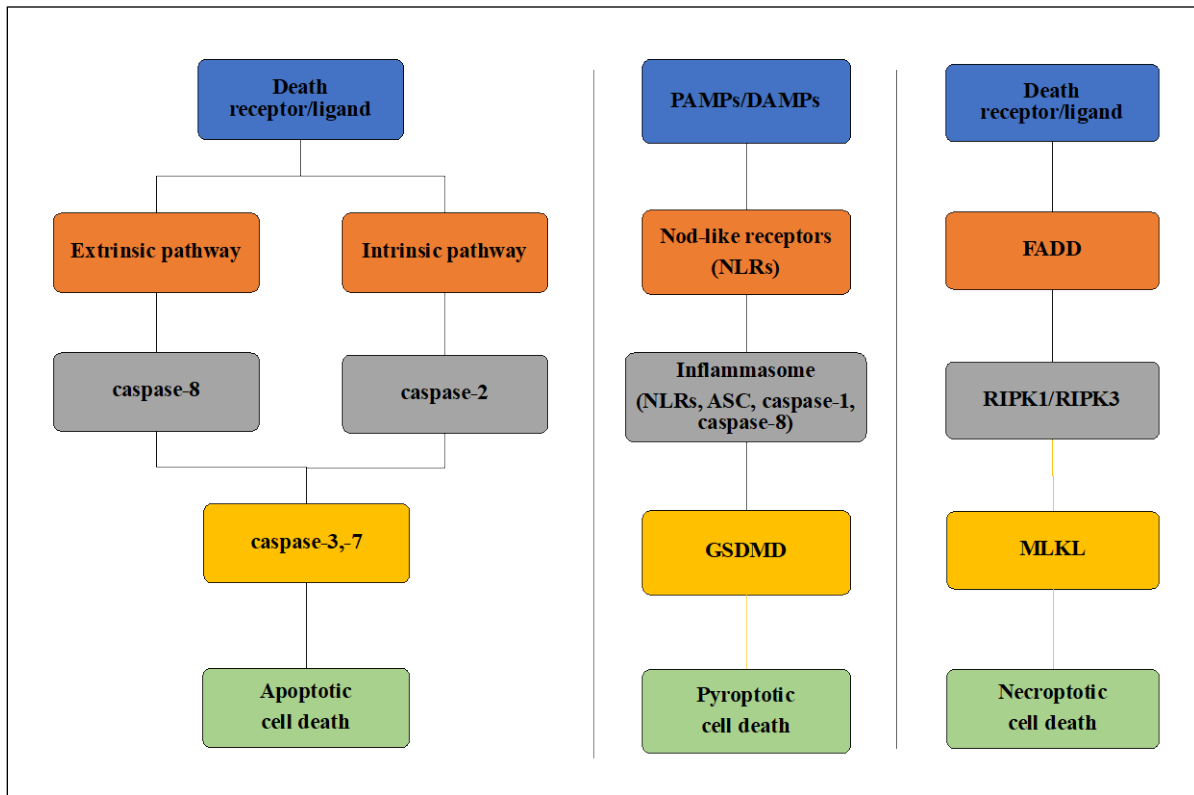 Death
receptor/ligand
Extrinsic pathway
Intrinsic pathway
caspase-8
caspase-2
caspase-3,-7
Apoptotic
cell death
PAMPs/DAMPs
Nod-like receptors
(NLRs)
Inflammasome
(NLRs, ASC, caspase-1,
caspase-8)
GSDMD
Pyroptotic
cell death
Death
receptor/ligand
FADD
RIPK1/RIPK3
MLKL
Necroptotic
cell death